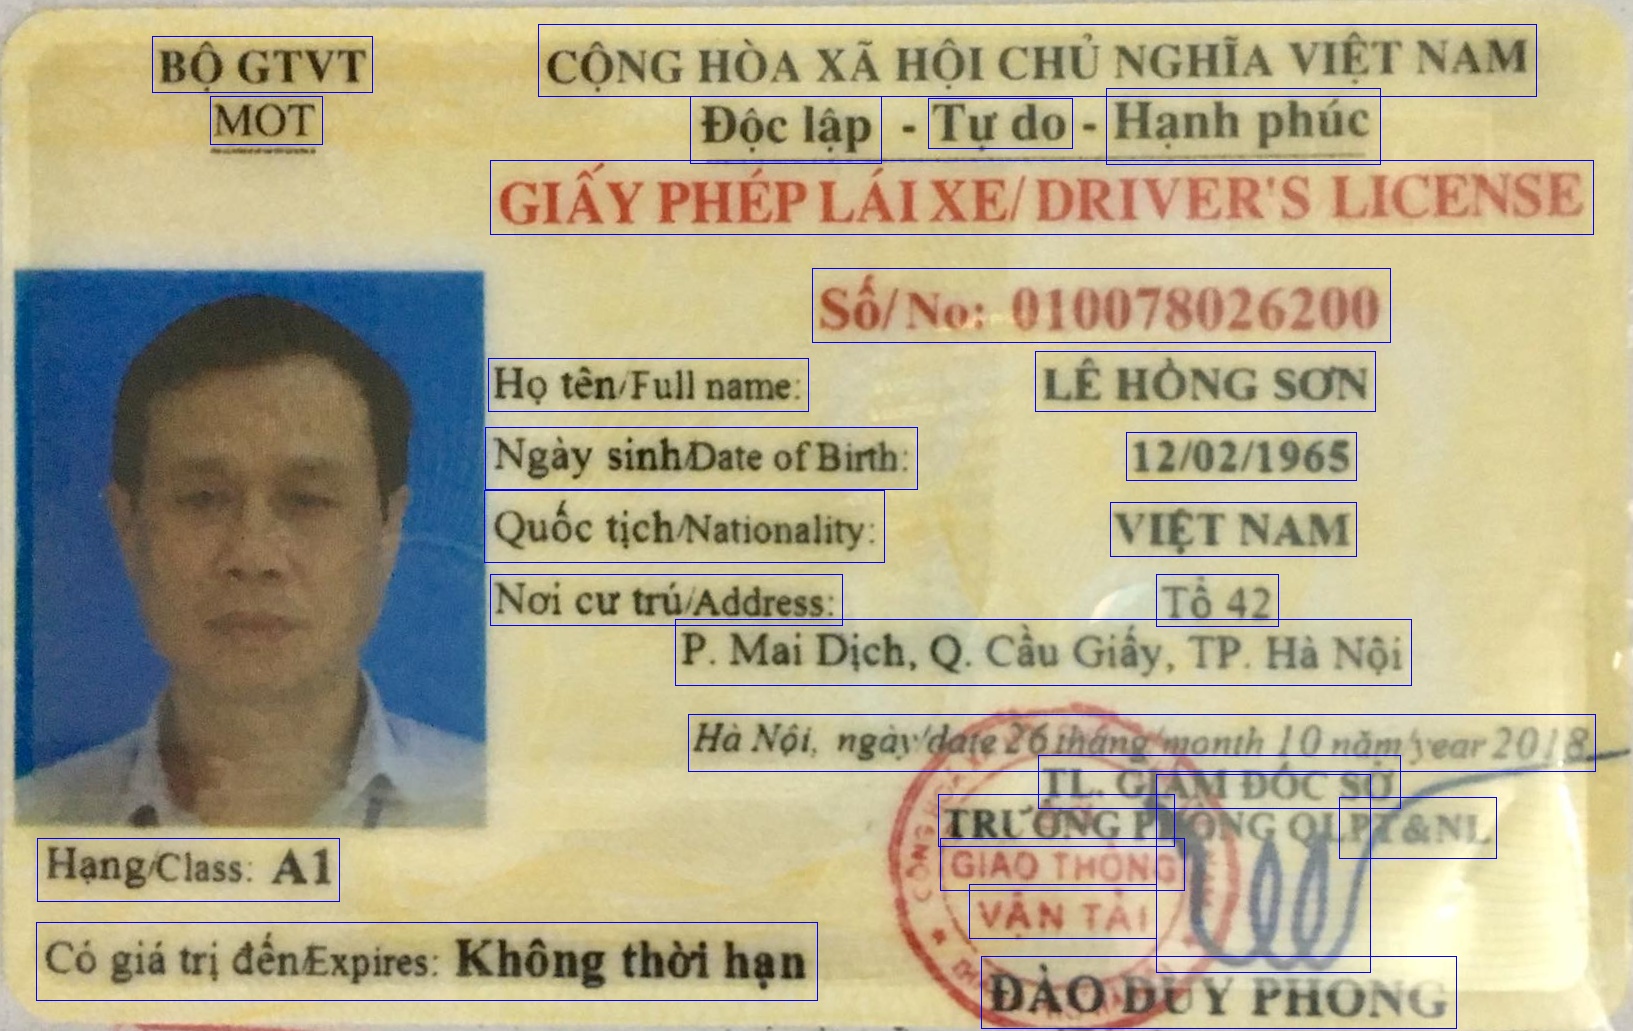 BỘ GTVT
MOT
CỘNG HÒA XÃ HỘI CHỦ NGHĨA VIỆT NAM
Độc lập - Tự do - Hạnh phúc
GIẤY PHÉP LÁI XE/ DRIVER'S LICENSE
Số/ No: 010078026200
Họ tên/Full name: LÊ HỒNG SƠN
Ngày sinh/Date of Birth: 12/02/1965
Quốc tịch/Nationality: VIỆT NAM
Nơi cư trú/Address: Tổ 42
P. Mai Dịch, Q. Cầu Giấy, TP. Hà Nội
Hà Nội, ngày/date 26 tháng/month 10 năm/year 2018
TL. GIÁM ĐỐC SỞ
TRƯỞNG PHÒNG QLPT&NL
GIAO THÔNG
VẬN TẢI
ĐÀO DUY PHONG
Hạng/Class: A1
Có giá trị đến/Expires: Không thời hạn